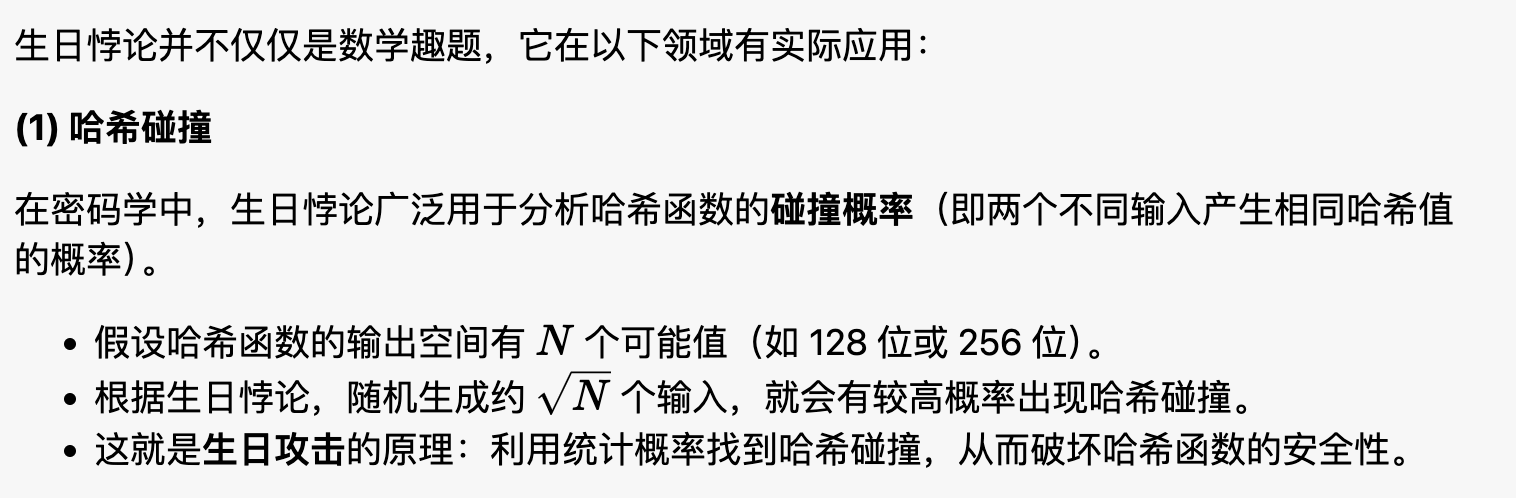 生日悖论并不仅仅是数学趣题，它在以下领域有实际应用：
(1) 哈希碰撞
在密码学中，生日悖论广泛用于分析哈希函数的碰撞概率（即两个不同输入产生相同哈希值
的概率）。
• 假设哈希函数的输出空间有 N 个可能值（如 128 位或 256 位）。
• 根据生日悖论，随机生成约 √N 个输入，就会有较高概率出现哈希碰撞。
• 这就是生日攻击的原理：利用统计概率找到哈希碰撞，从而破坏哈希函数的安全性。